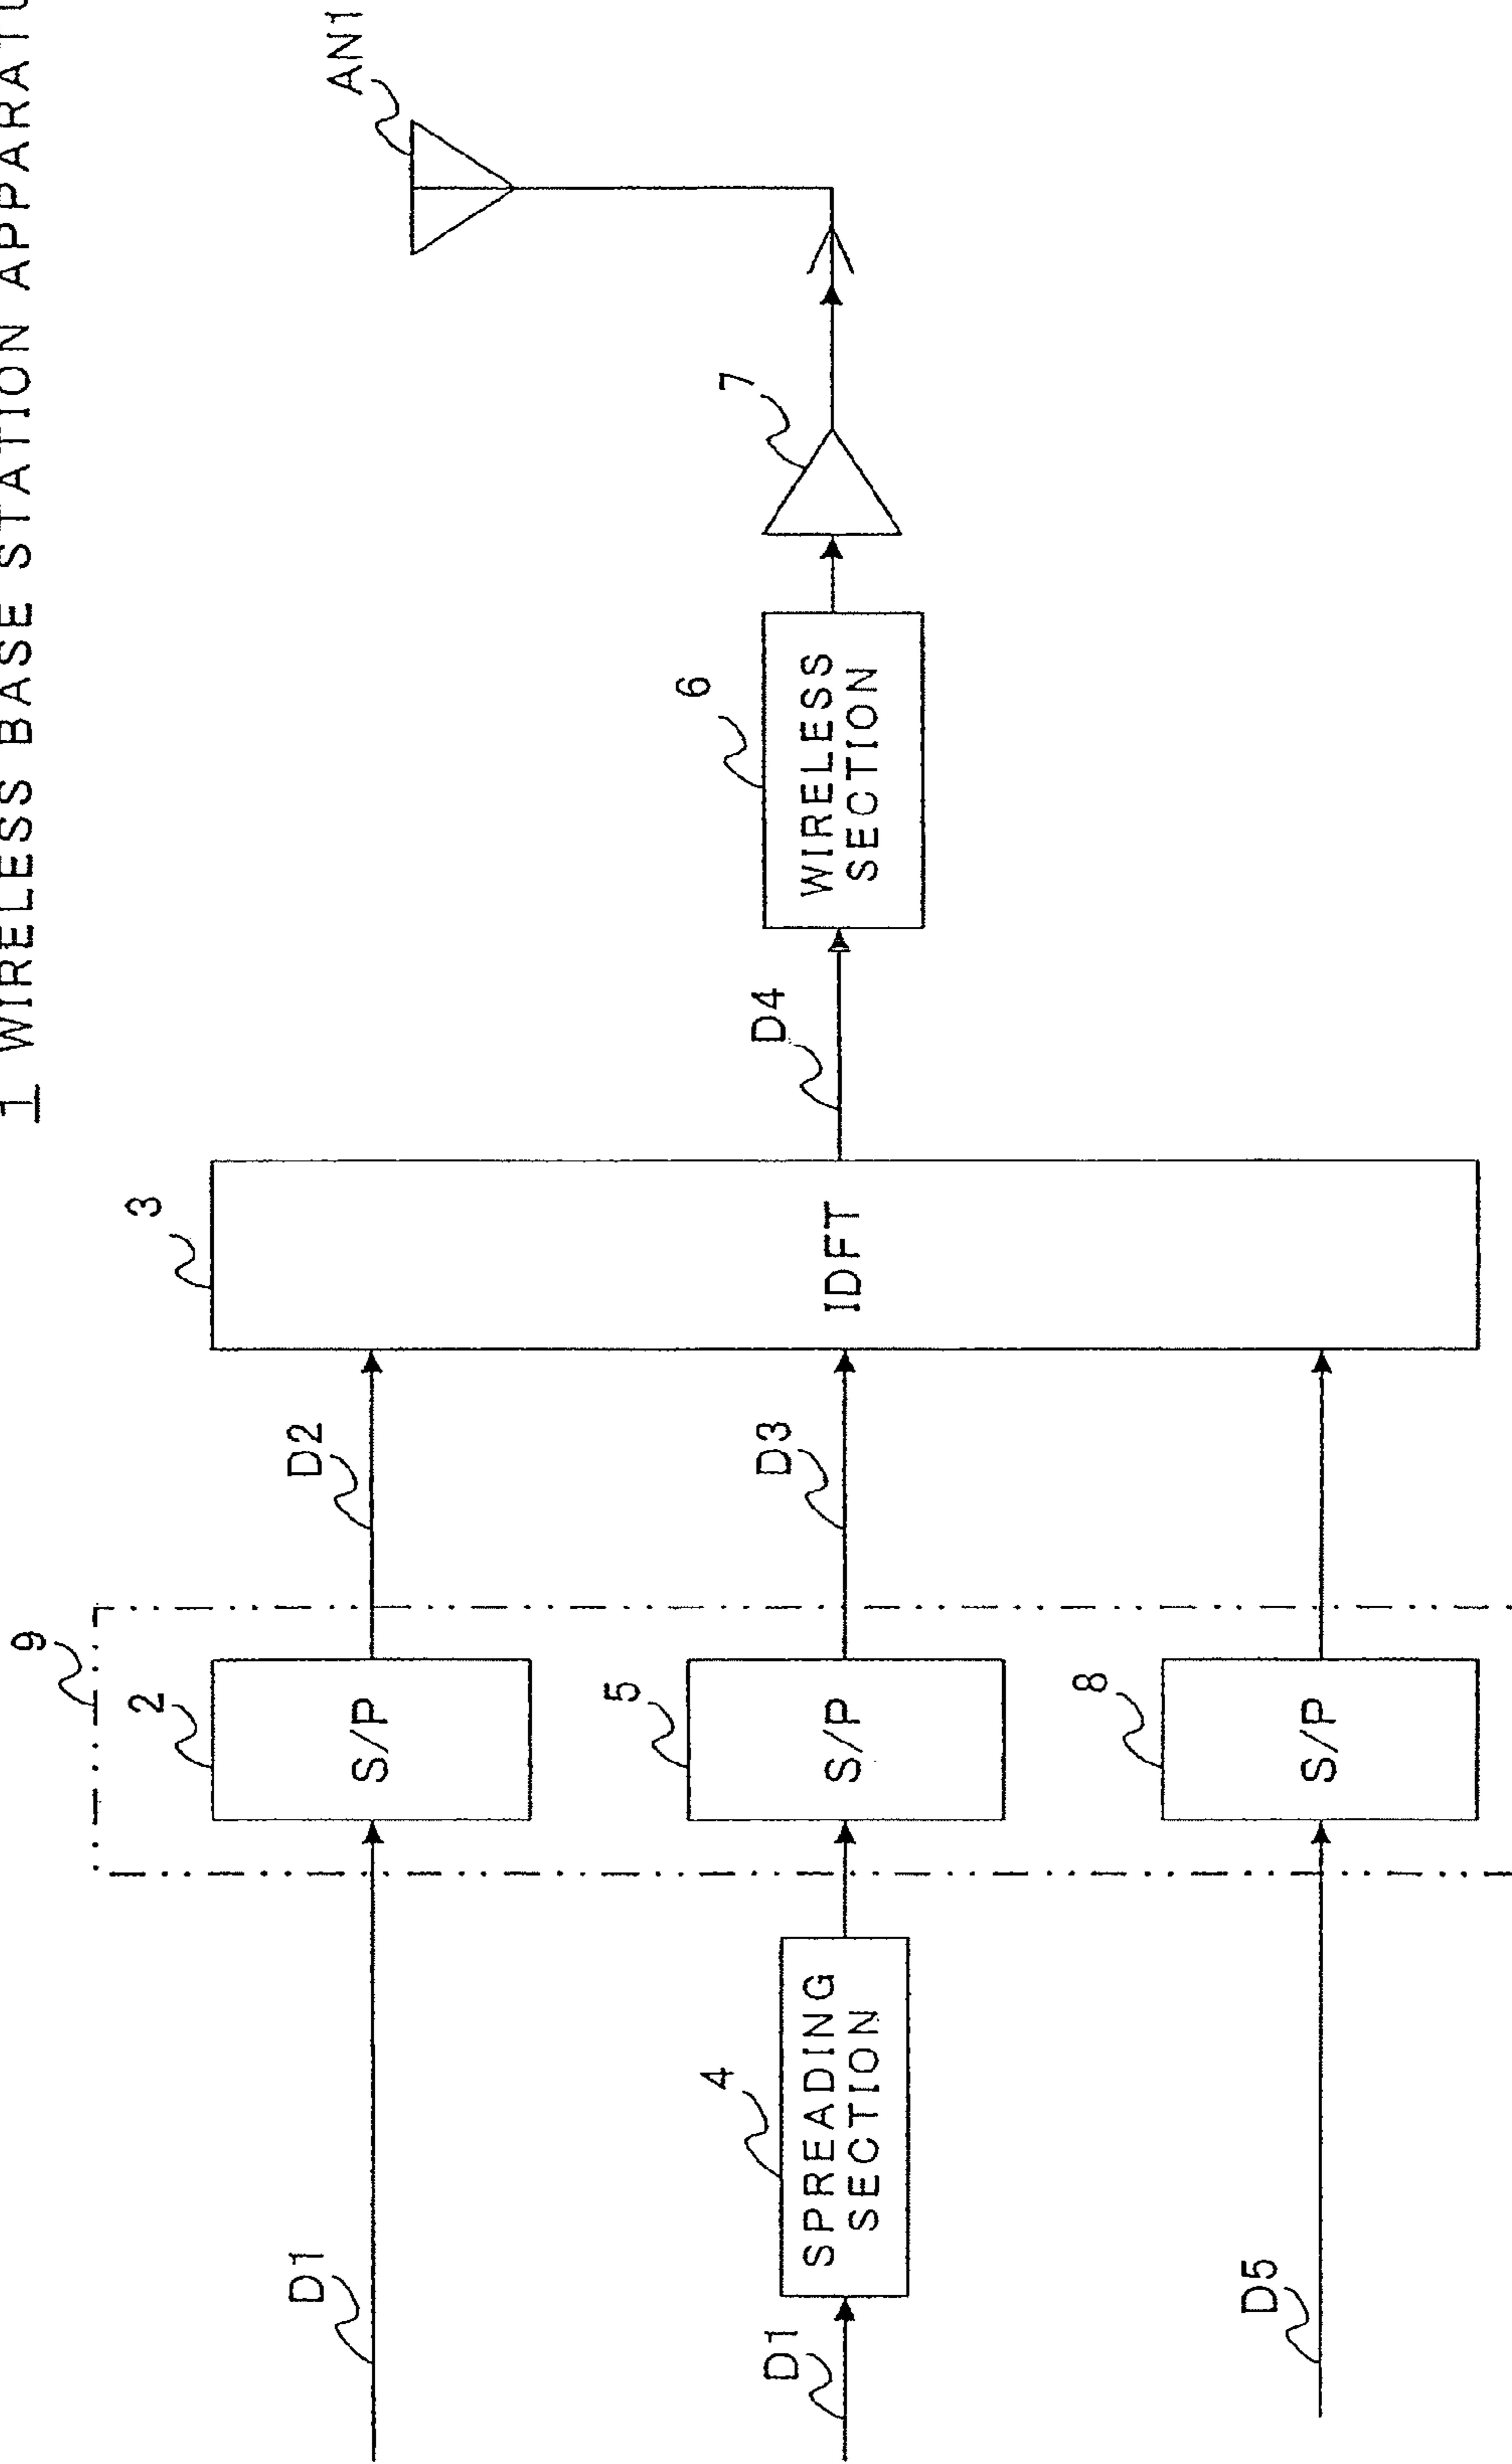 1 WIRELESS BASE STATION APPARATU
9
D1
2
S/P
D2
3
IDFT
D1
4
SPREADING
SECTION
5
S/P
D3
D4
6
WIRELESS
SECTION
7
AN1
D5
8
S/P